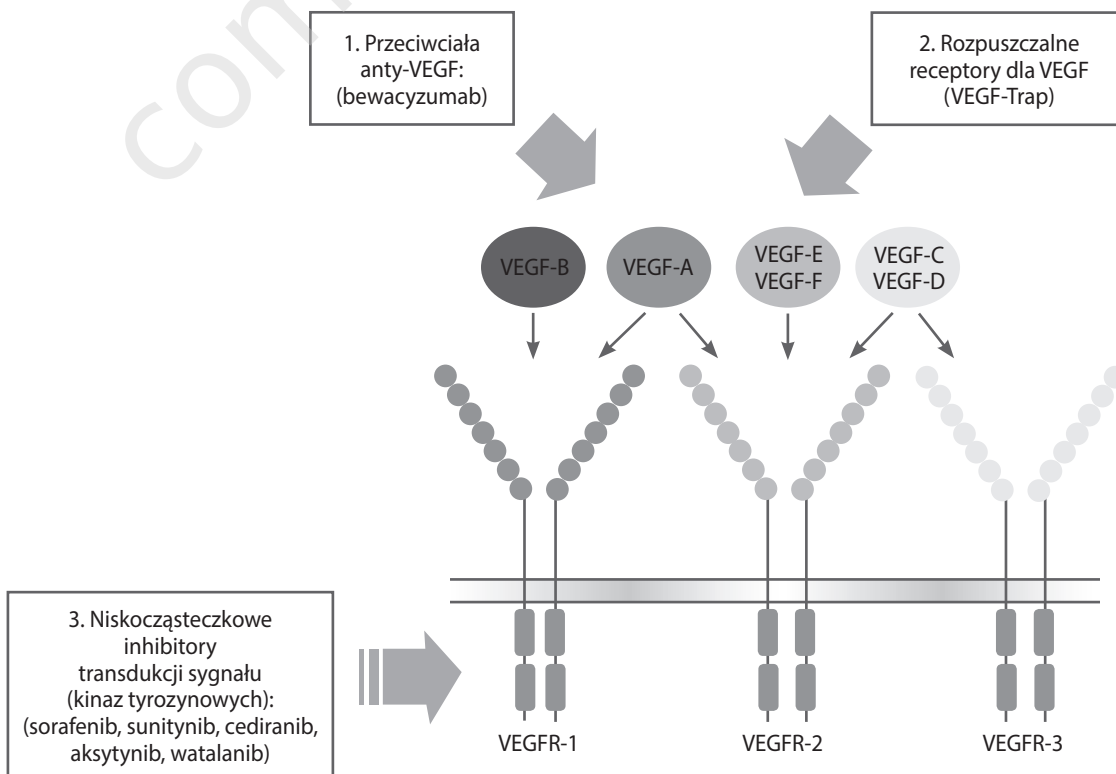 com
1. Przeciwciała
anty-VEGF:
(bewacyzumab)
2. Rozpuszczalne
receptory dla VEGF
(VEGF-Trap)
VEGF-B
VEGF-A
VEGF-E
VEGF-F
VEGF-C
VEGF-D
3. Niskocząsteczkowe
inhibitory
transdukcji sygnału
(kinaz tyrozynowych):
(sorafenib, sunitynib, cediranib,
aksytynib, watalanib)
VEGFR-1
VEGFR-2
VEGFR-3